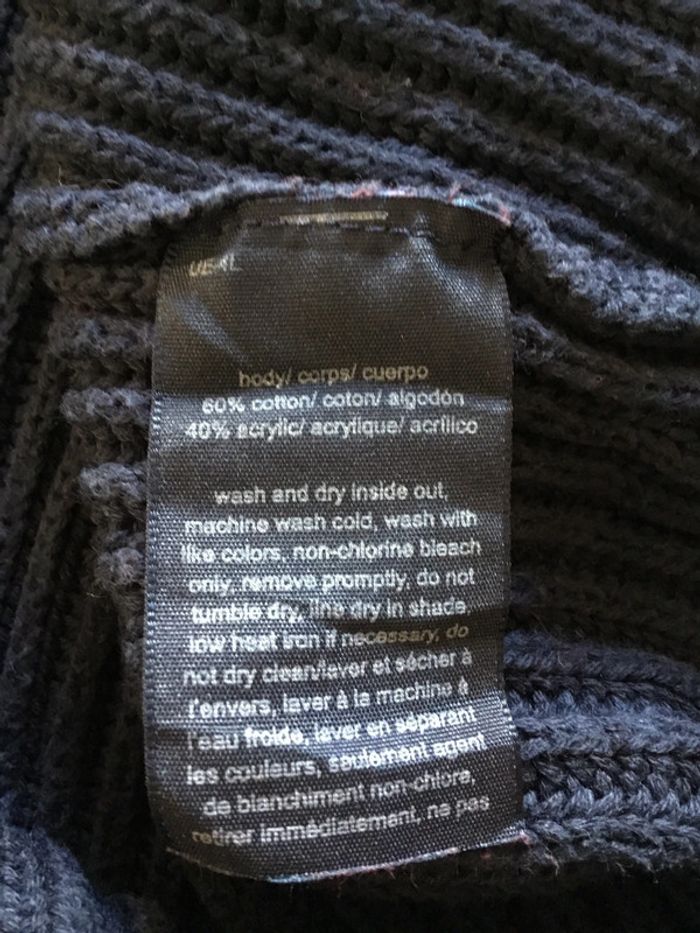 body/ corps/ cuerpo
60% cotton/ coton/ algodón
40% acrylic/ acrylique/ acrílico
wash and dry inside out,
machine wash cold, wash with
like colors, non-chlorine bleach
only, remove promptly, do not
tumble dry, line dry in shade,
low heat iron if necessary, do
not dry clean/laver et sécher à
l'envers, laver à la machine à
l'eau froide, laver en séparant
les couleurs, seulement agent
de blanchiment non-chlore,
retirer immédiatement, ne pas